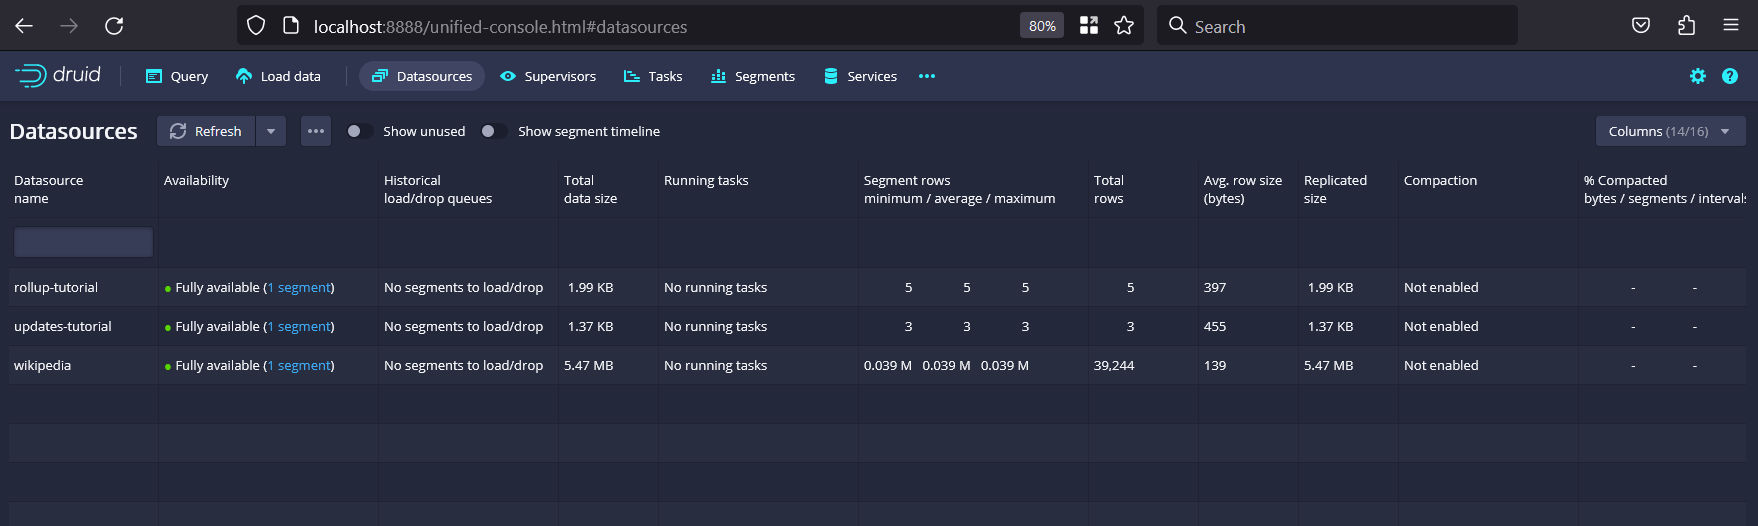 localhost:8888/unified-console.html#datasources 80% Search
druid Query Load data Datasources Supervisors Tasks Segments Services ?
Datasources Refresh Show unused Show segment timeline Columns (14/16)
Datasource name Availability Historical load/drop queues Total data size Running tasks Segment rows minimum / average / maximum Total rows Avg. row size (bytes) Replicated size Compaction % Compacted bytes / segments / intervals
rollup-tutorial Fully available (1 segment) No segments to load/drop 1.99 KB No running tasks 5 5 5 5 397 1.99 KB Not enabled - -
updates-tutorial Fully available (1 segment) No segments to load/drop 1.37 KB No running tasks 3 3 3 3 455 1.37 KB Not enabled - -
wikipedia Fully available (1 segment) No segments to load/drop 5.47 MB No running tasks 0.039 M 0.039 M 0.039 M 39,244 139 5.47 MB Not enabled - -